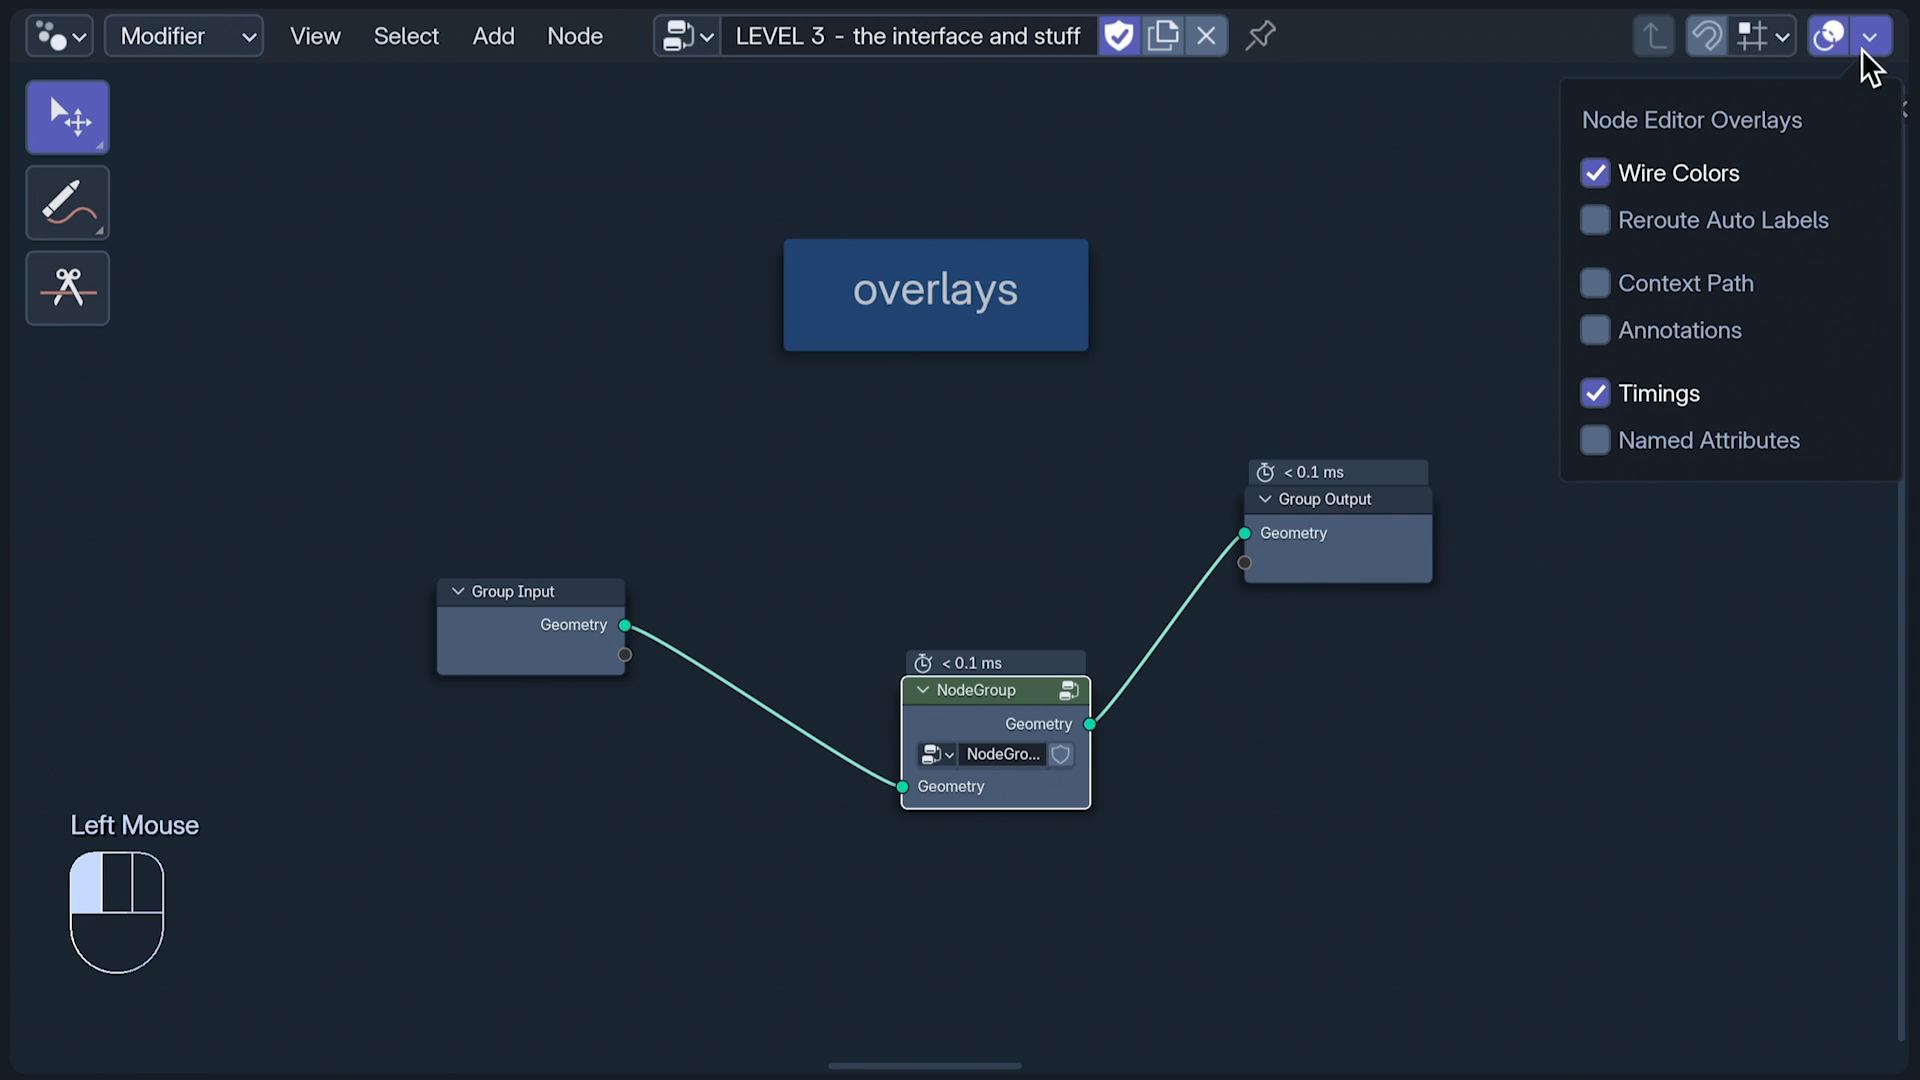 Modifier
View
Select
Add
Node
LEVEL 3 - the interface and stuff
Node Editor Overlays
Wire Colors
Reroute Auto Labels
Context Path
Annotations
Timings
Named Attributes
overlays
< 0.1 ms
Group Output
Geometry
Group Input
Geometry
< 0.1 ms
NodeGroup
Geometry
NodeGro...
Geometry
Left Mouse